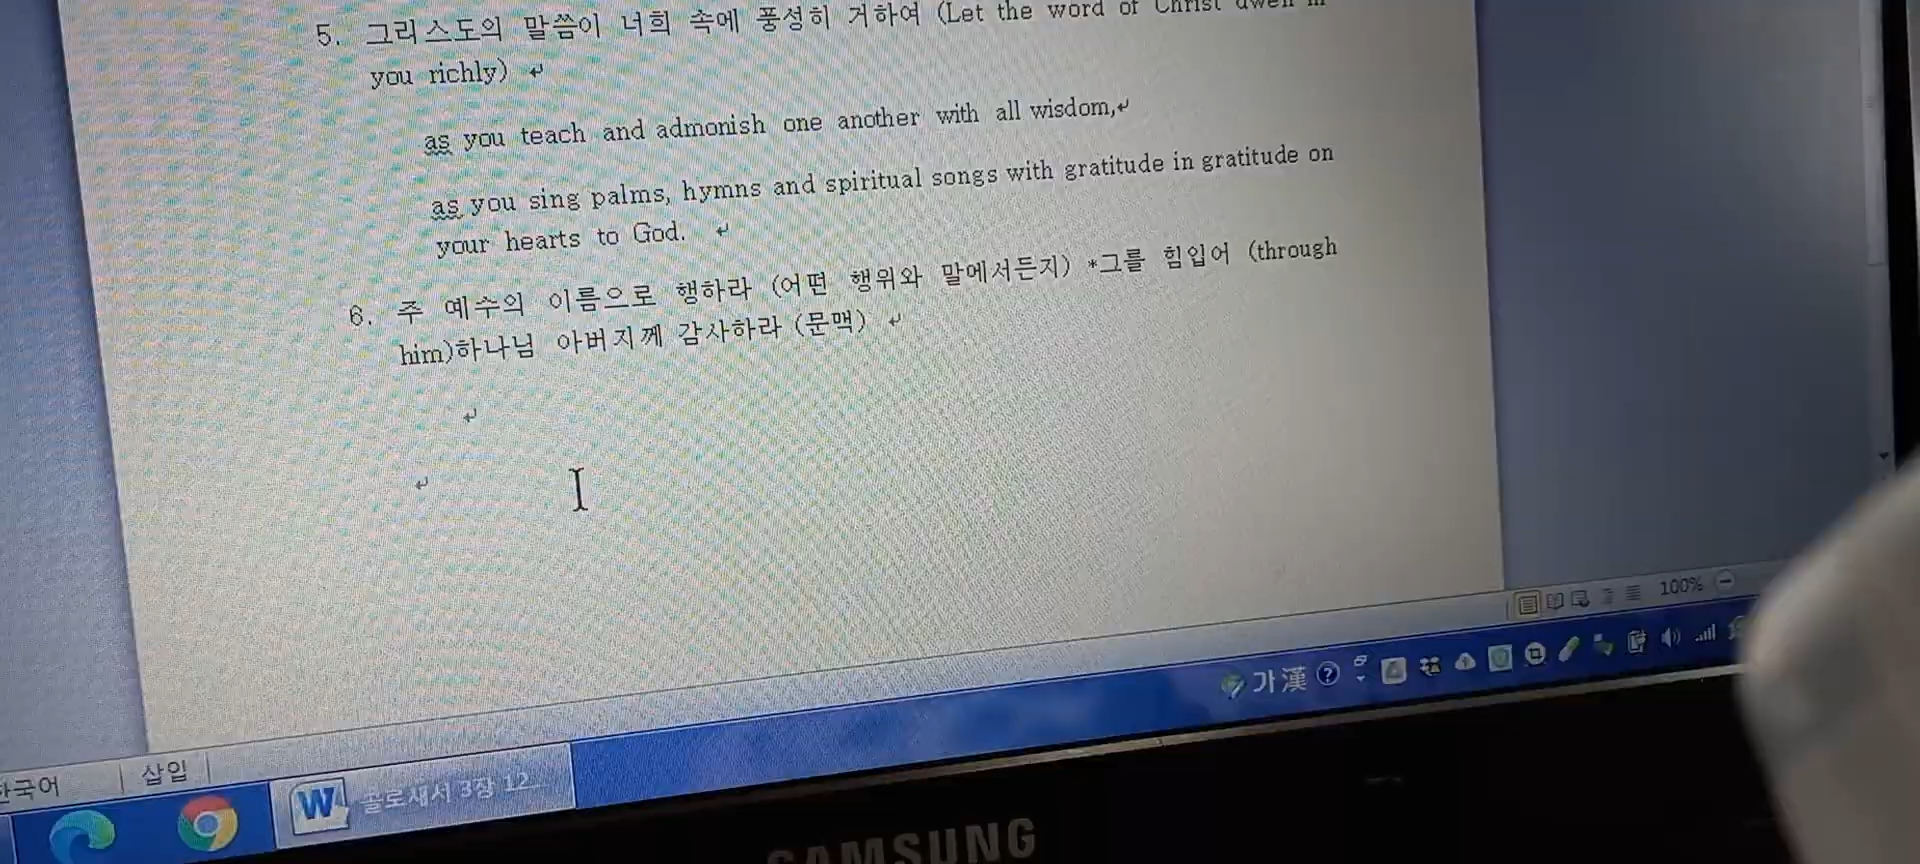 5. 그리스도의 말씀이 너희 속에 풍성히 거하여 (Let the word of Christ dwell in
you richly)
as you teach and admonish one another with all wisdom,
as you sing palms, hymns and spiritual songs with gratitude in gratitude on
your hearts to God.
6. 주 예수의 이름으로 행하라 (어떤 행위와 말에서든지) *그를 힘입어 (through
him)하나님 아버지께 감사하라 (문맥)
100%
가 漢
한국어 삽입
골로새서 3장 12...
SAMSUNG